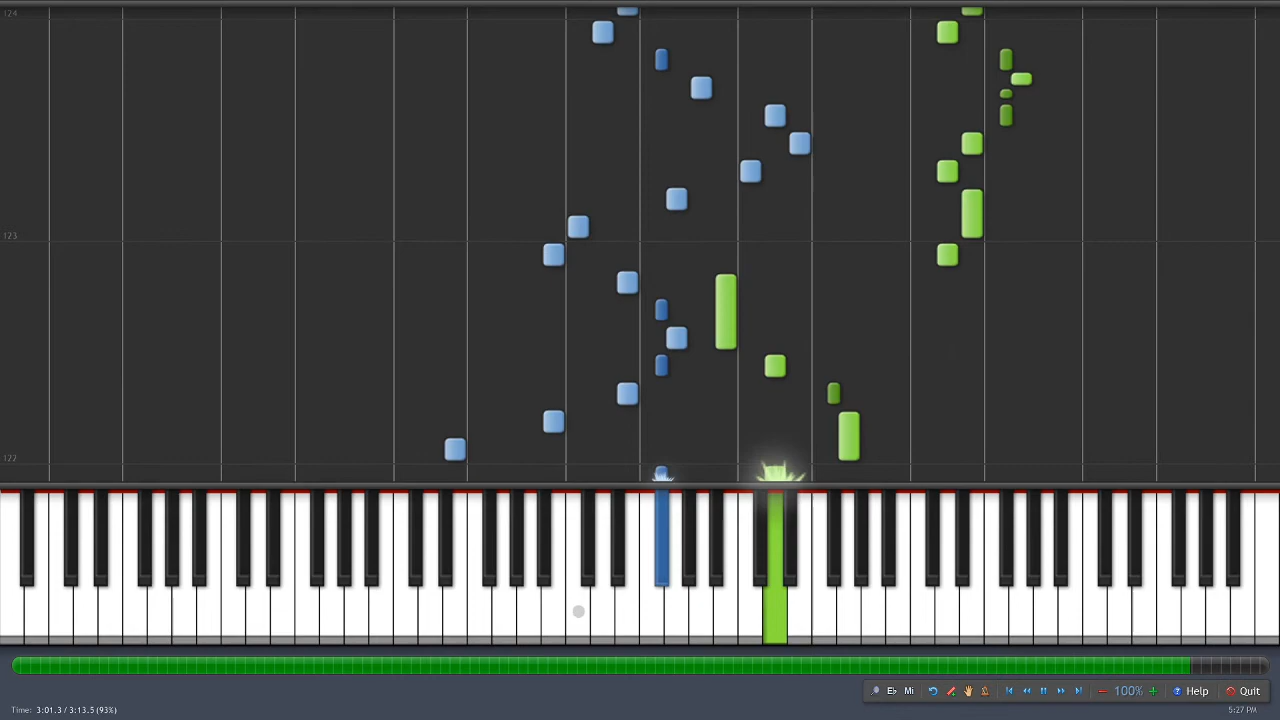 124
123
122
E♭ Mi 100% Help Quit
Time: 3:01.3 / 3:13.5 (93%)
5:27 PM